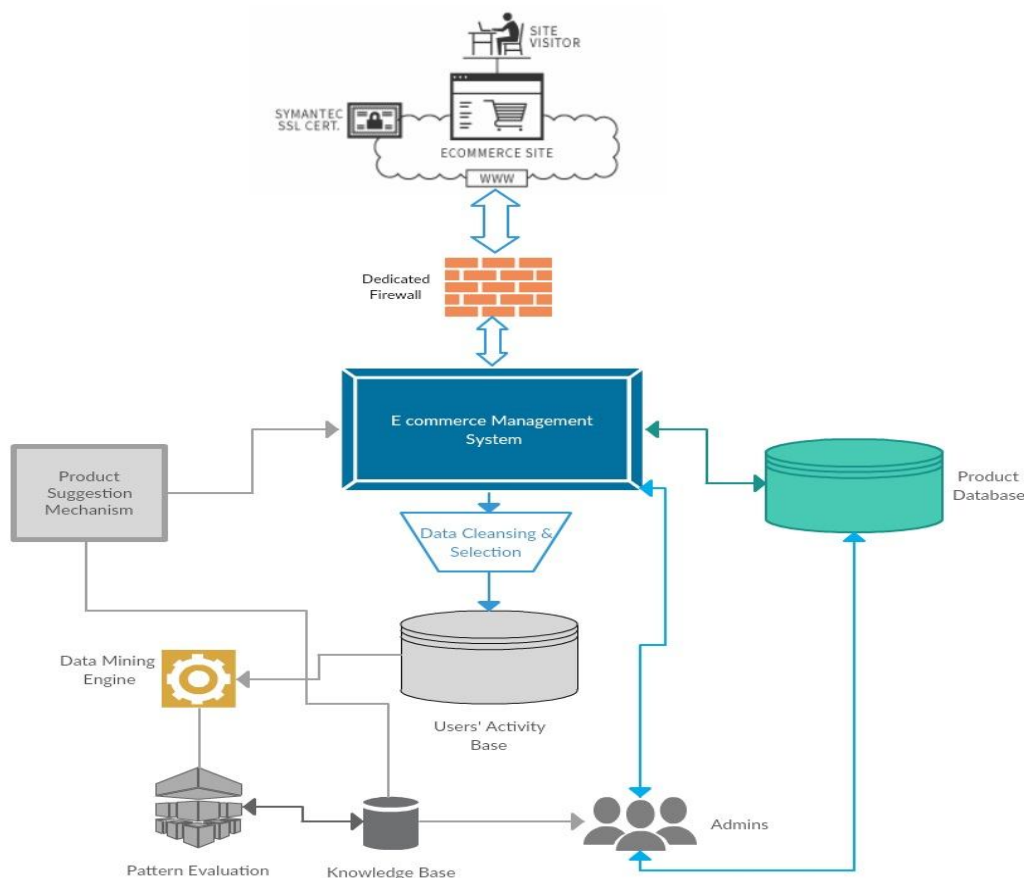 SITE
VISITOR
SYMANTEC
SSL CERT.
ECOMMERCE SITE
WWW
Dedicated
Firewall
E commerce Management
System
Product
Suggestion
Mechanism
Product
Database
Data Cleansing &
Selection
Data Mining
Engine
Users' Activity
Base
Admins
Pattern Evaluation
Knowledge Base